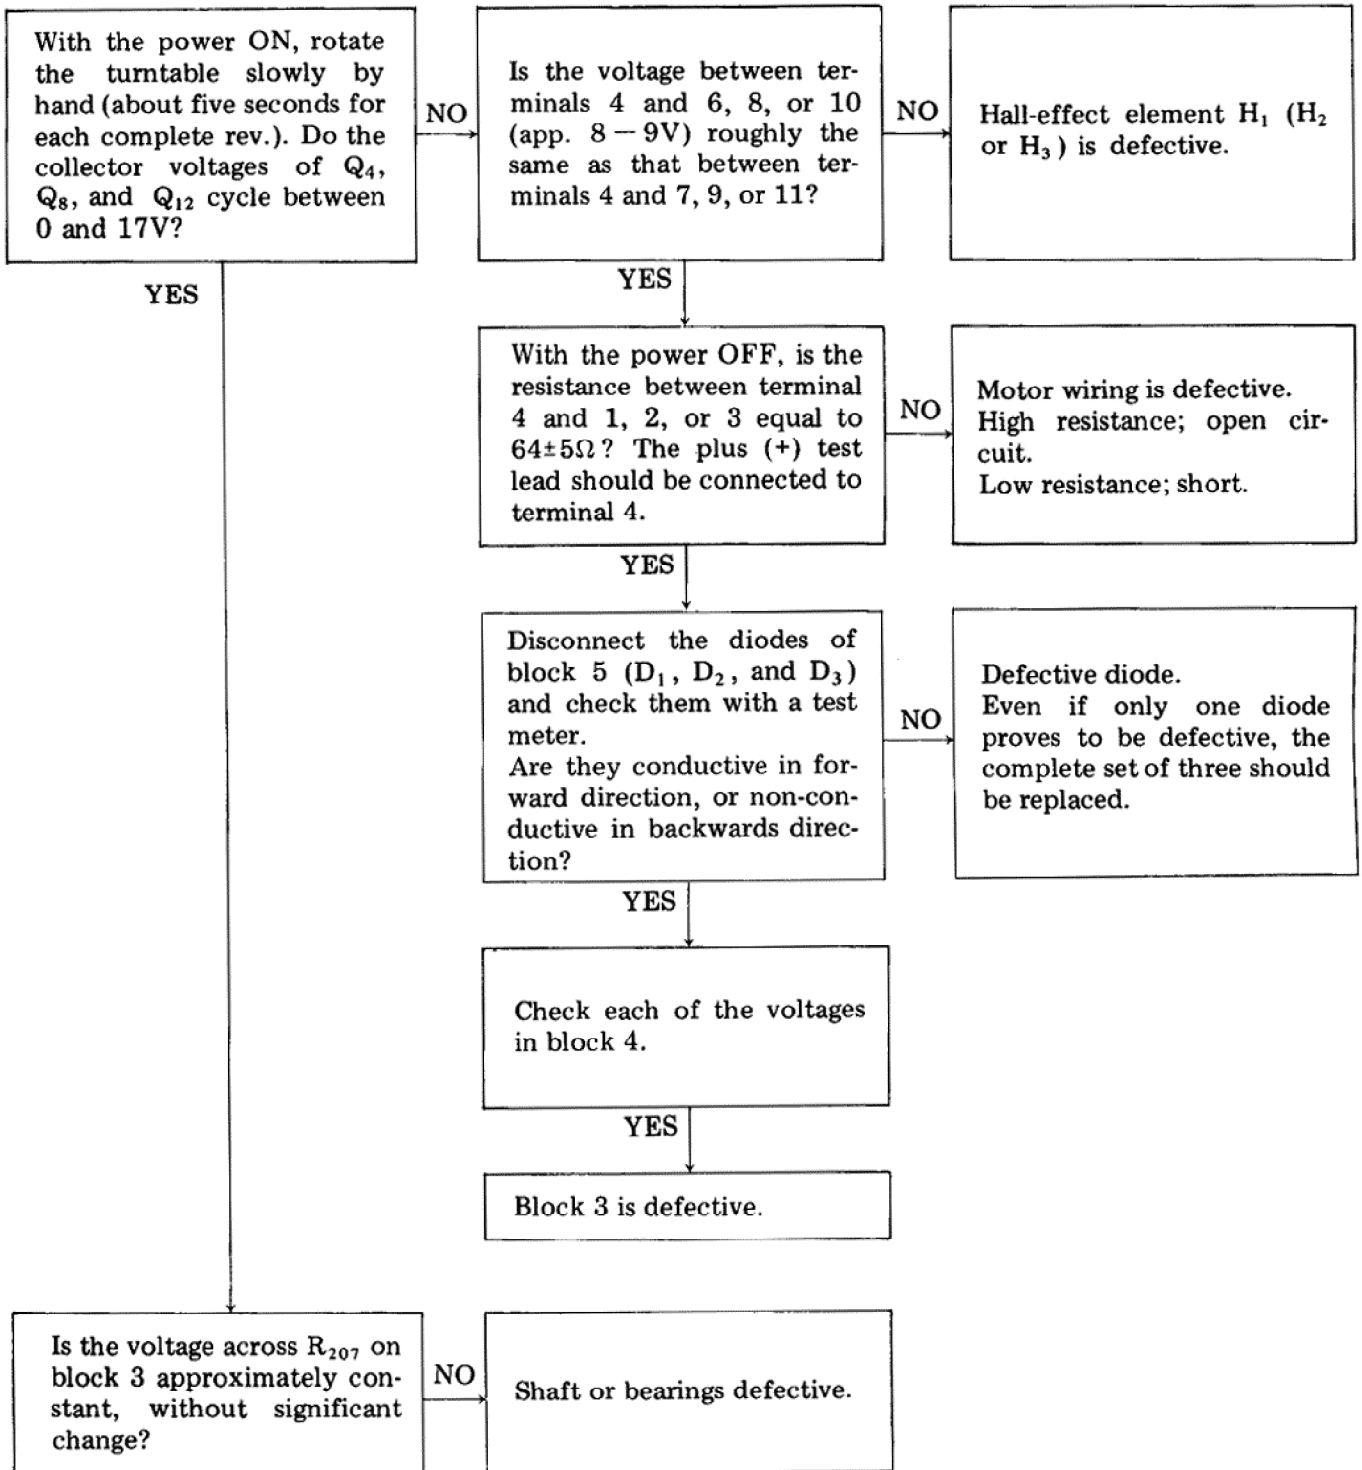 With the power ON, rotate
the turntable slowly by
hand (about five seconds for
each complete rev.). Do the
collector voltages of Q₄,
Q₈, and Q₁₂ cycle between
0 and 17V?
NO
Is the voltage between ter-
minals 4 and 6, 8, or 10
(app. 8 — 9V) roughly the
same as that between ter-
minals 4 and 7, 9, or 11?
NO
Hall-effect element H₁ (H₂
or H₃) is defective.
YES
YES
With the power OFF, is the
resistance between terminal
4 and 1, 2, or 3 equal to
64±5Ω? The plus (+) test
lead should be connected to
terminal 4.
NO
Motor wiring is defective.
High resistance; open cir-
cuit.
Low resistance; short.
YES
Disconnect the diodes of
block 5 (D₁, D₂, and D₃)
and check them with a test
meter.
Are they conductive in for-
ward direction, or non-con-
ductive in backwards direc-
tion?
NO
Defective diode.
Even if only one diode
proves to be defective, the
complete set of three should
be replaced.
YES
Check each of the voltages
in block 4.
YES
Block 3 is defective.
Is the voltage across R₂₀₇ on
block 3 approximately con-
stant, without significant
change?
NO
Shaft or bearings defective.